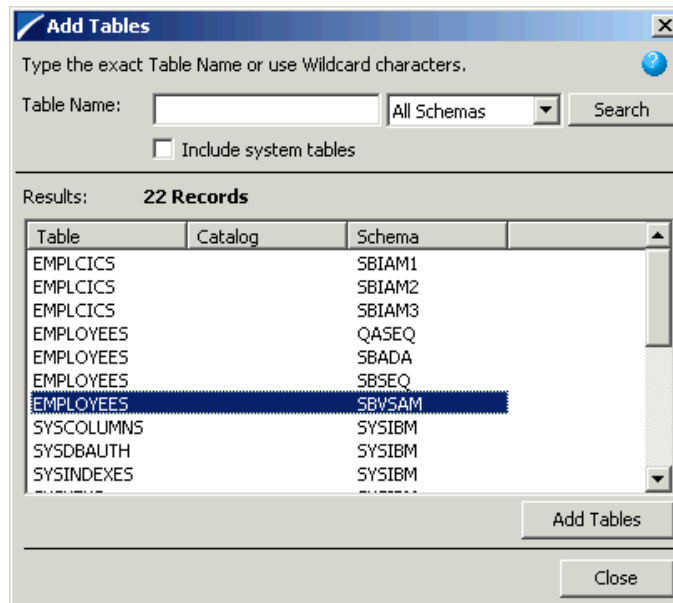 Add Tables
Type the exact Table Name or use Wildcard characters.
Table Name: All Schemas Search
Include system tables
Results: 22 Records
Table Catalog Schema
EMPLCICS SBIAM1
EMPLCICS SBIAM2
EMPLCICS SBIAM3
EMPLOYEES QASEQ
EMPLOYEES SBADA
EMPLOYEES SBSEQ
EMPLOYEES SBVSAM
SYSCOLUMNS SYSIBM
SYSDBAUTH SYSIBM
SYSINDEXES SYSIBM
Add Tables
Close